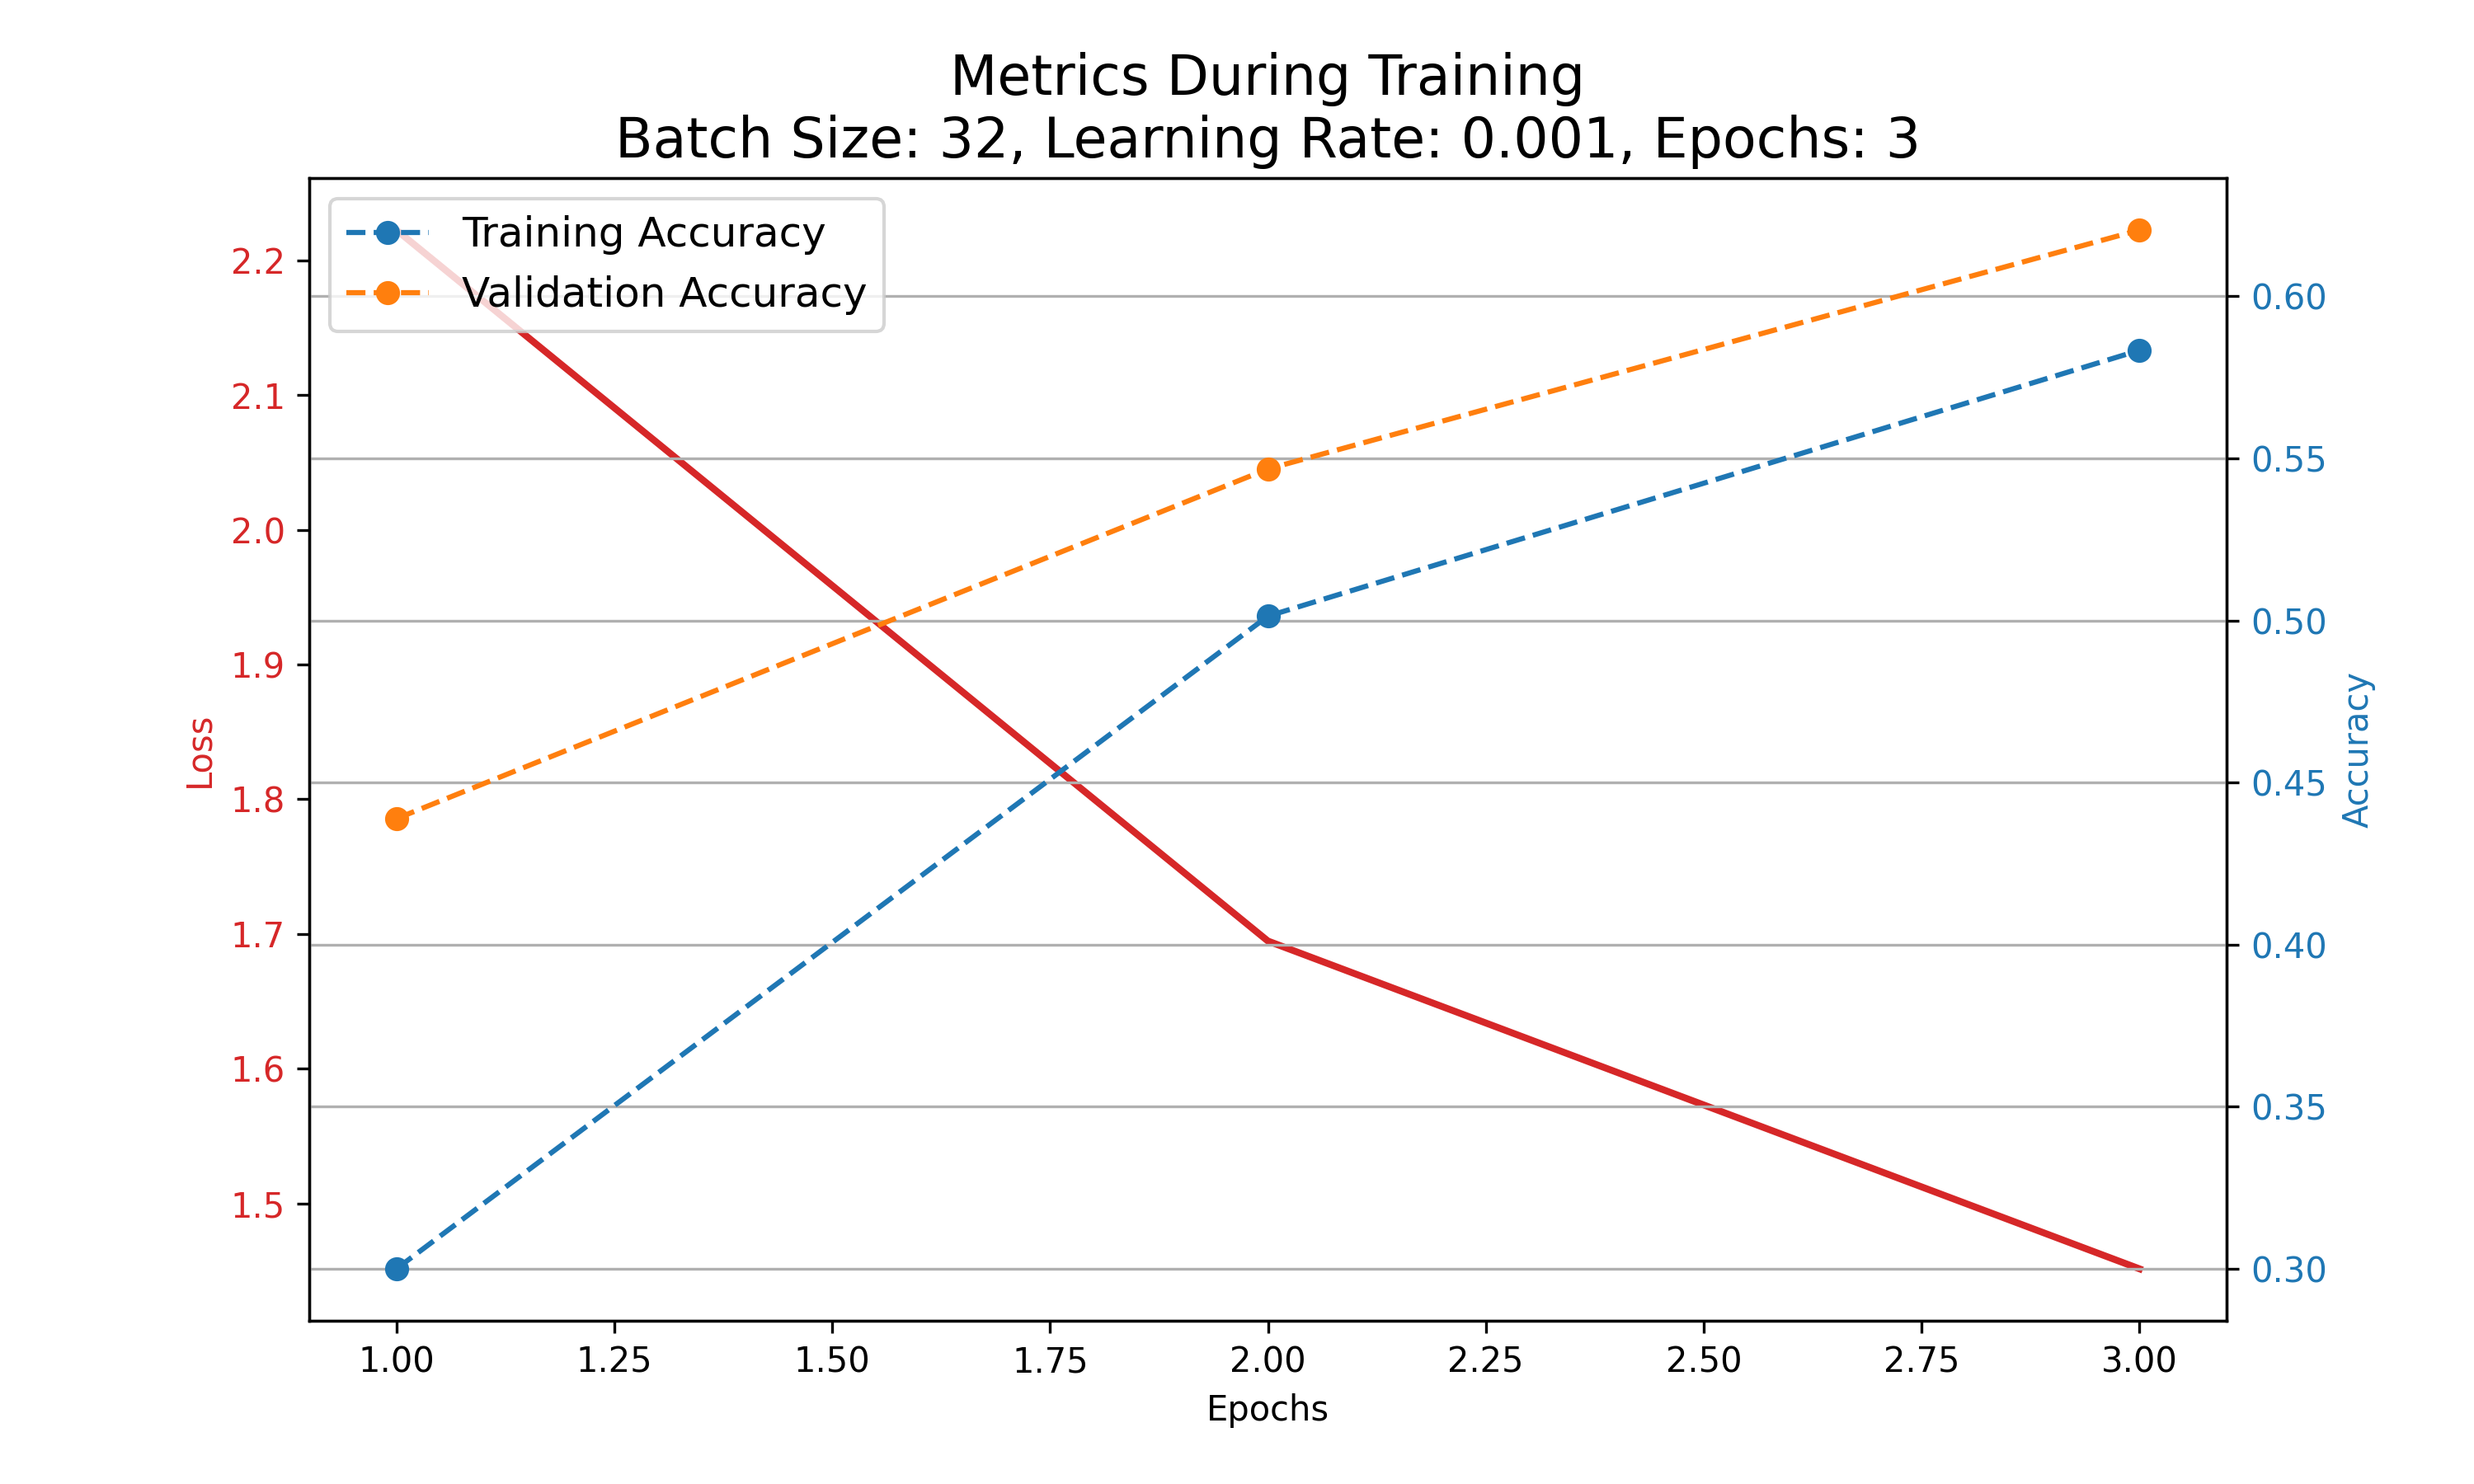 Metrics During Training
Batch Size: 32, Learning Rate: 0.001, Epochs: 3
Training Accuracy
Validation Accuracy
2.2
2.1
2.0
1.9
1.8
1.7
1.6
1.5
Loss
0.60
0.55
0.50
0.45
0.40
0.35
0.30
Accuracy
1.00 1.25 1.50 1.75 2.00 2.25 2.50 2.75 3.00
Epochs